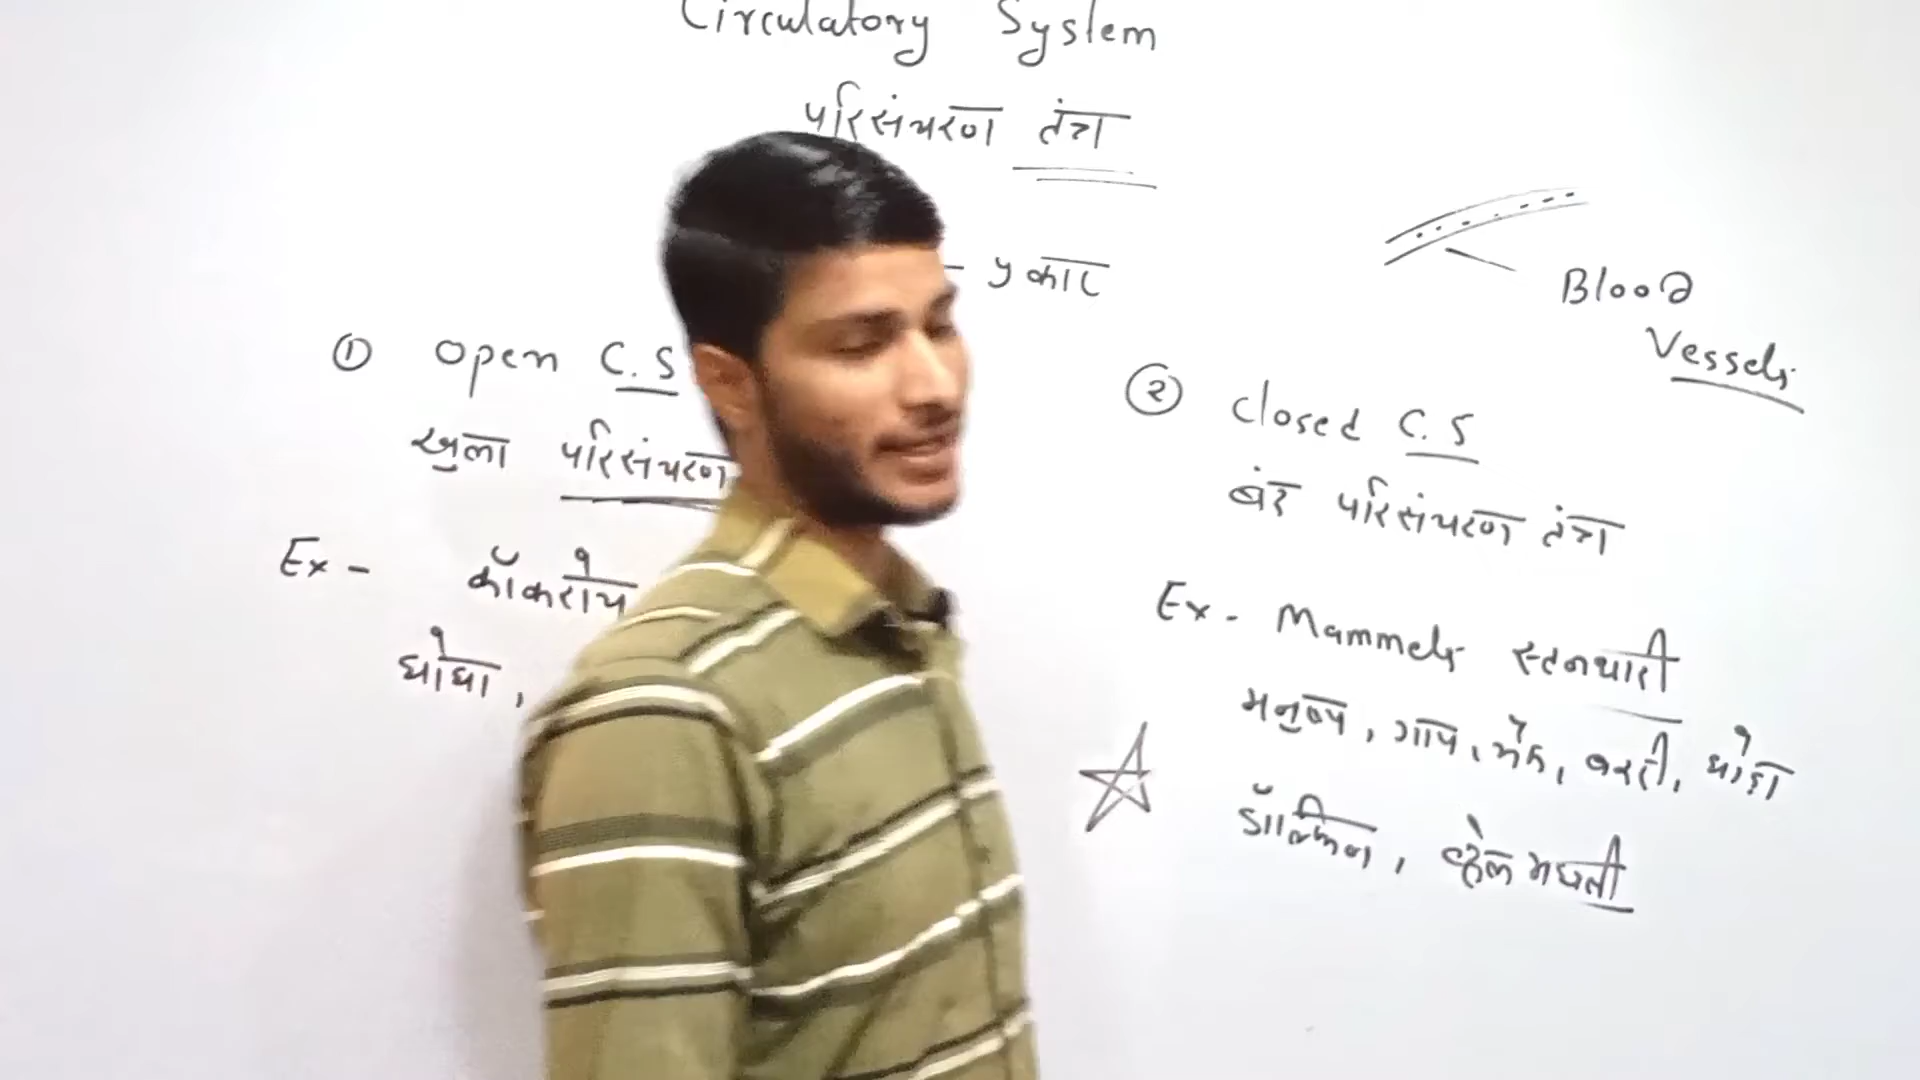 Circulatory System
परिसंचरण तंत्र
- प्रकार
Blood
Vessels
① Open C.S
खुला परिसंचरण
Ex - कॉकरोच
घोंघा,
② Closed C.S
बंद परिसंचरण तंत्र
Ex - Mammels स्तनधारी
मनुष्य, गाय, भैंस, बकरी, घोड़ा
डॉल्फिन, व्हेल मछली